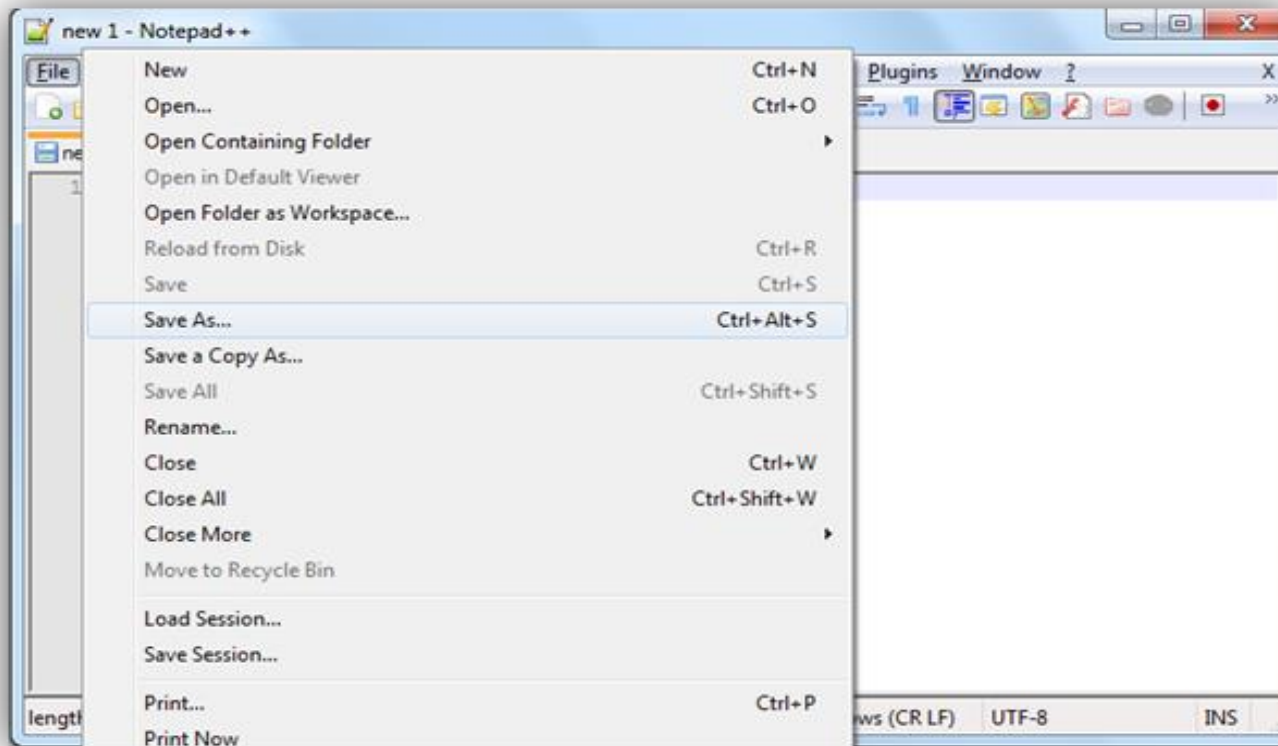 new 1 - Notepad++
File Plugins Window ? X
New Ctrl+N
Open... Ctrl+O
Open Containing Folder
ne
Open in Default Viewer
1
Open Folder as Workspace...
Reload from Disk Ctrl+R
Save Ctrl+S
Save As... Ctrl+Alt+S
Save a Copy As...
Save All Ctrl+Shift+S
Rename...
Close Ctrl+W
Close All Ctrl+Shift+W
Close More
Move to Recycle Bin
Load Session...
Save Session...
Print... Ctrl+P
lengt ws (CR LF) UTF-8 INS
Print Now